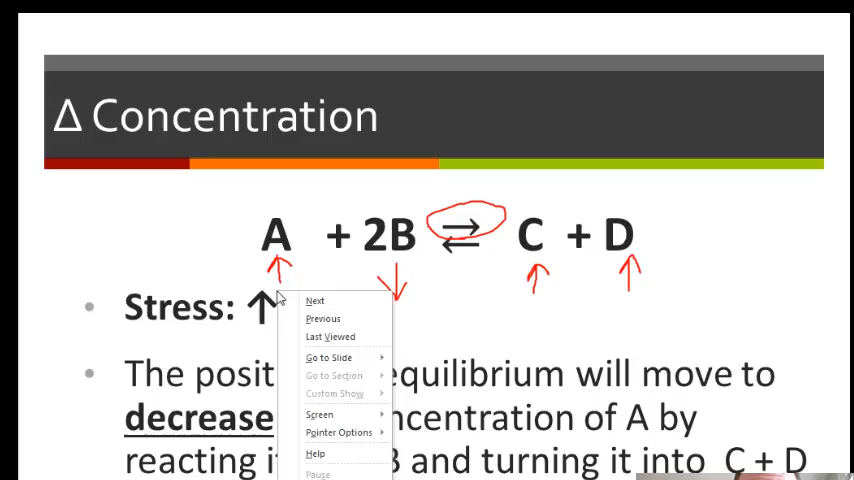 Δ Concentration
A + 2B ⇄ C + D
• Stress: ↑
Next
Previous
Last Viewed
Go to Slide
Go to Section
Custom Show
Screen
Pointer Options
Help
Pause
• The posit equilibrium will move to
decrease ncentration of A by
reacting i B and turning it into C + D